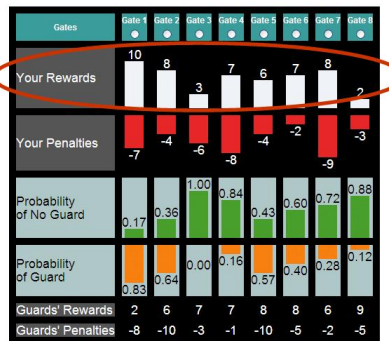 Gates Gate 1 Gate 2 Gate 3 Gate 4 Gate 5 Gate 6 Gate 7 Gate 8
Your Rewards 10 8 3 7 6 7 8 2
Your Penalties -7 -4 -6 -8 -4 -2 -9 -3
Probability
of No Guard 0.17 0.36 1.00 0.84 0.43 0.60 0.72 0.88
Probability
of Guard 0.83 0.64 0.00 0.16 0.57 0.40 0.28 0.12
Guards' Rewards 2 6 7 7 8 8 6 9
Guards' Penalties -8 -10 -3 -1 -10 -5 -2 -5